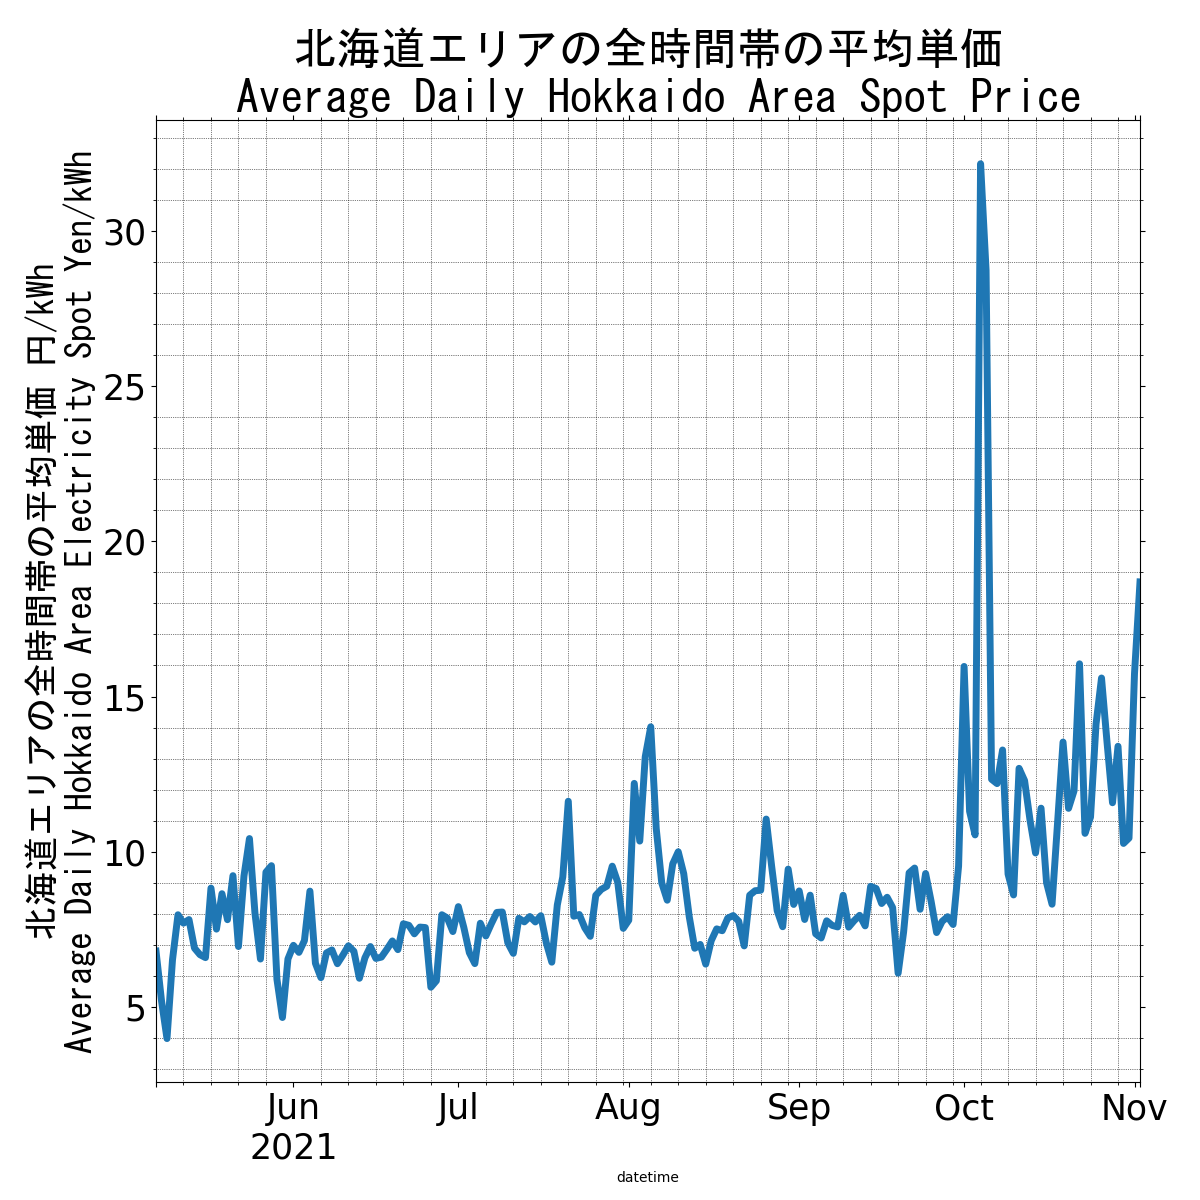 北海道エリアの全時間帯の平均単価
Average Daily Hokkaido Area Spot Price
北海道エリアの全時間帯の平均単価 円/kWh
Average Daily Hokkaido Area Electricity Spot Yen/kWh
30
25
20
15
10
5
Jun
2021
Jul
Aug
Sep
Oct
Nov
datetime